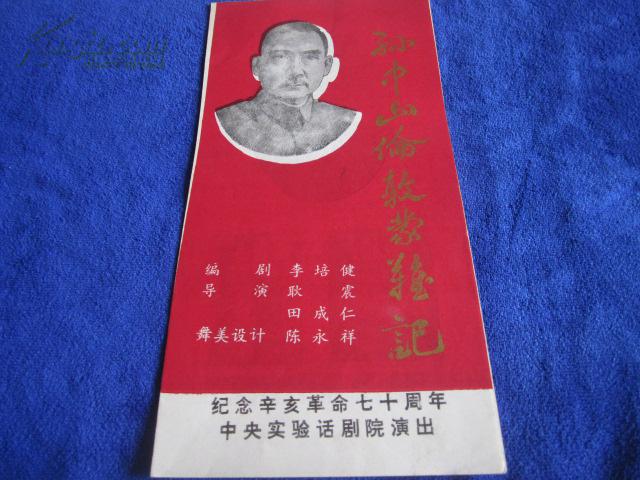 孙中山伦敦蒙难記
编剧 李培健
导演 耿震
田成仁
舞美设计 陈永祥
纪念辛亥革命七十周年
中央实验话剧院演出